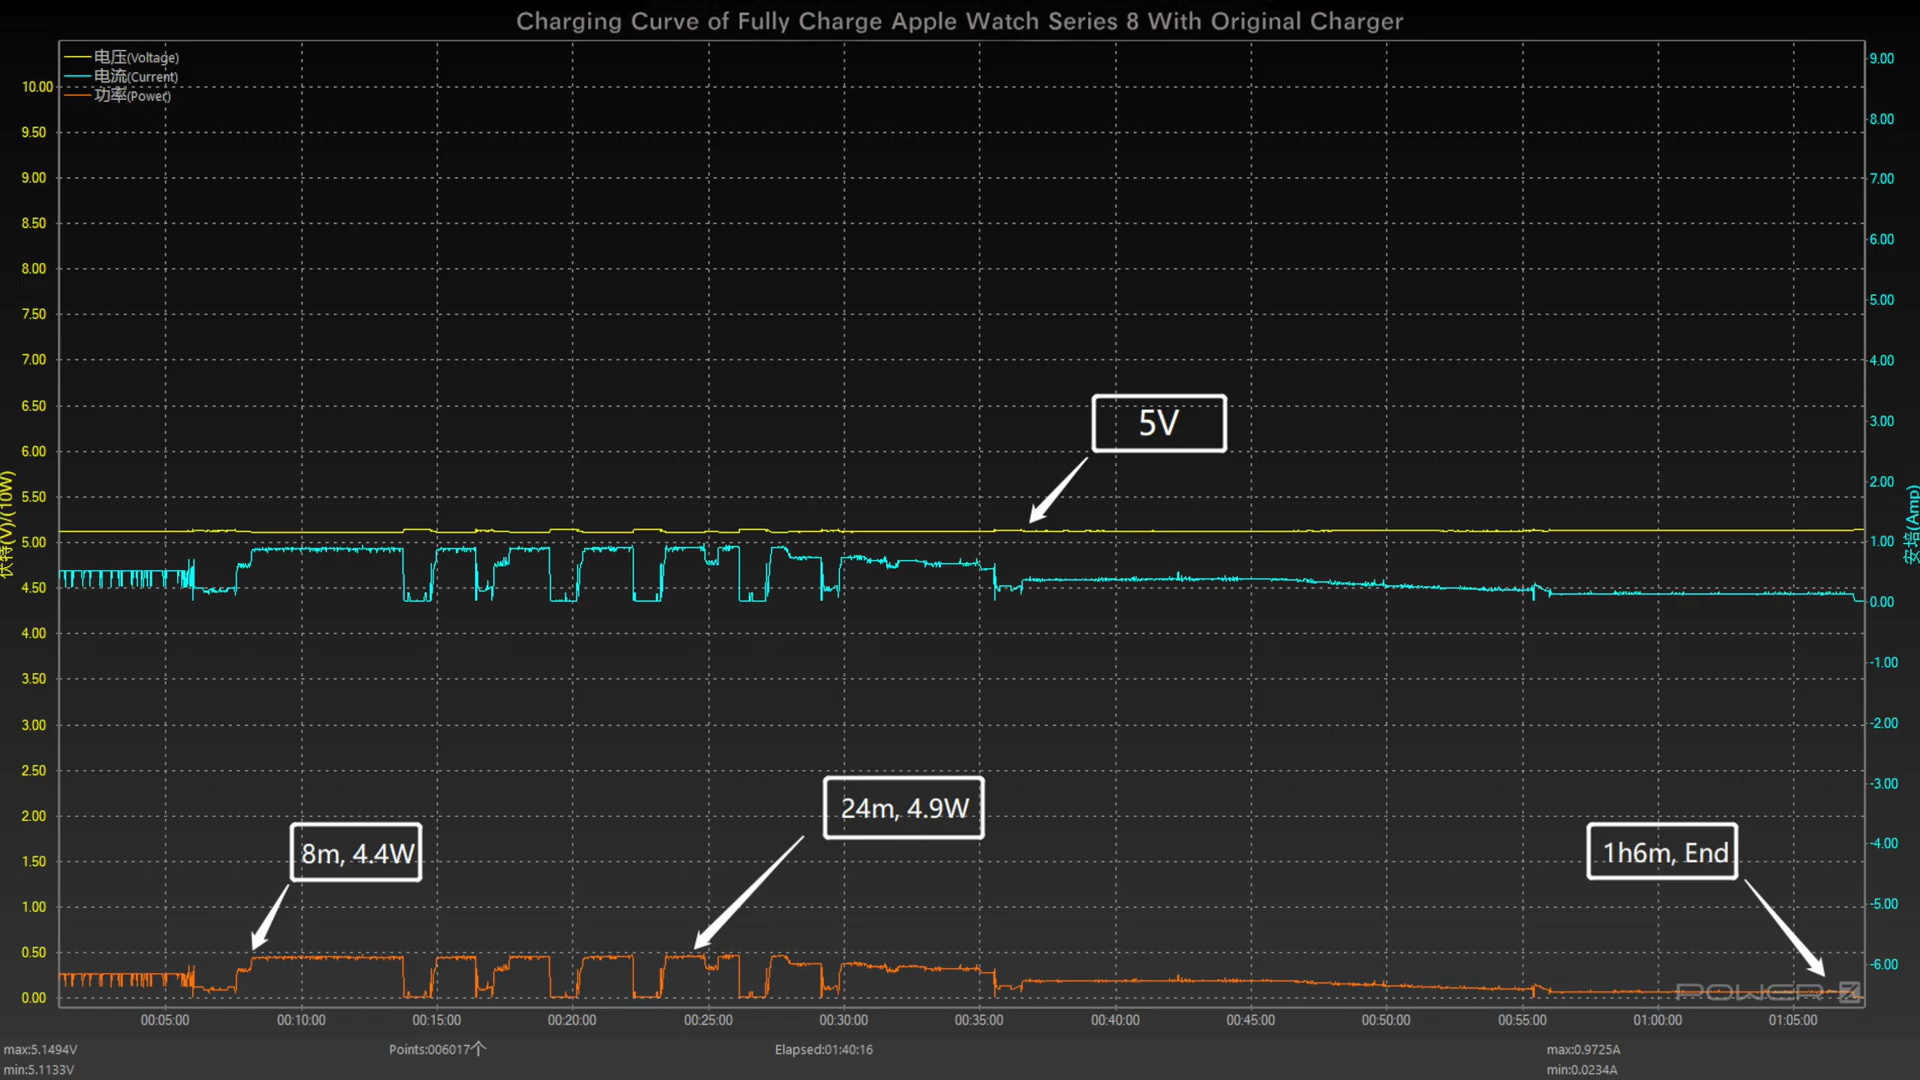 Charging Curve of Fully Charge Apple Watch Series 8 With Original Charger
电压(Voltage)
电流(Current)
功率(Power)
10.00
9.50
9.00
8.50
8.00
7.50
7.00
6.50
6.00
5.50
5.00
4.50
4.00
3.50
3.00
2.50
2.00
1.50
1.00
0.50
0.00
伏特(V)/(10W)
5V
24m, 4.9W
8m, 4.4W
1h6m, End
9.00
8.00
7.00
6.00
5.00
4.00
3.00
2.00
1.00
0.00
-1.00
-2.00
-3.00
-4.00
-5.00
-6.00
安培(Amp)
POWER Z
00:05:00 00:10:00 00:15:00 00:20:00 00:25:00 00:30:00 00:35:00 00:40:00 00:45:00 00:50:00 00:55:00 01:00:00 01:05:00
max:5.1494V Points:006017个 Elapsed:01:40:16 max:0.9725A
min:5.1133V min:0.0234A